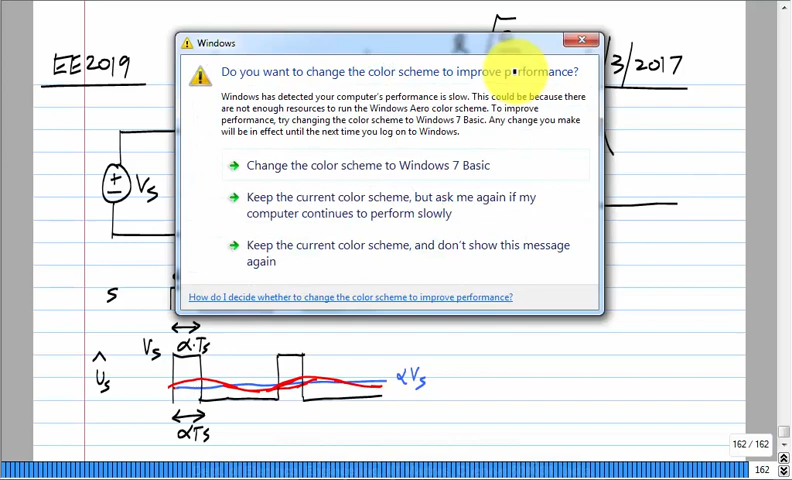 Windows
EE2019
3/2017
Do you want to change the color scheme to improve performance?
Windows has detected your computer's performance is slow. This could be because there
are not enough resources to run the Windows Aero color scheme. To improve
performance, try changing the color scheme to Windows 7 Basic. Any change you make
will be in effect until the next time you log on to Windows.
Change the color scheme to Windows 7 Basic
Vs
Keep the current color scheme, but ask me again if my
computer continues to perform slowly
Keep the current color scheme, and don't show this message
again
S
How do I decide whether to change the color scheme to improve performance?
Vs α·Ts
^
Us
αVs
αTs
162 / 162
162